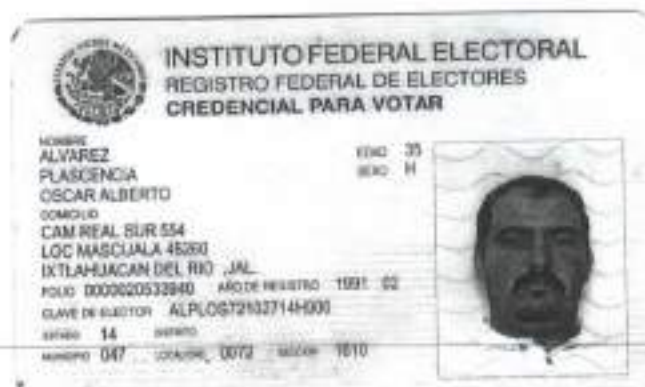 INSTITUTO FEDERAL ELECTORAL
REGISTRO FEDERAL DE ELECTORES
CREDENCIAL PARA VOTAR
NOMBRE
ALVAREZ
PLASCENCIA
OSCAR ALBERTO
EDAD 35
SEXO H
DOMICILIO
CAM REAL SUR 554
LOC MASCUALA 45260
IXTLAHUACAN DEL RIO ,JAL.
FOLIO AÑO DE REGISTRO 1991 02
CLAVE DE ELECTOR
ESTADO 14 DISTRITO
MUNICIPIO 047 LOCALIDAD 0072 SECCION 1610